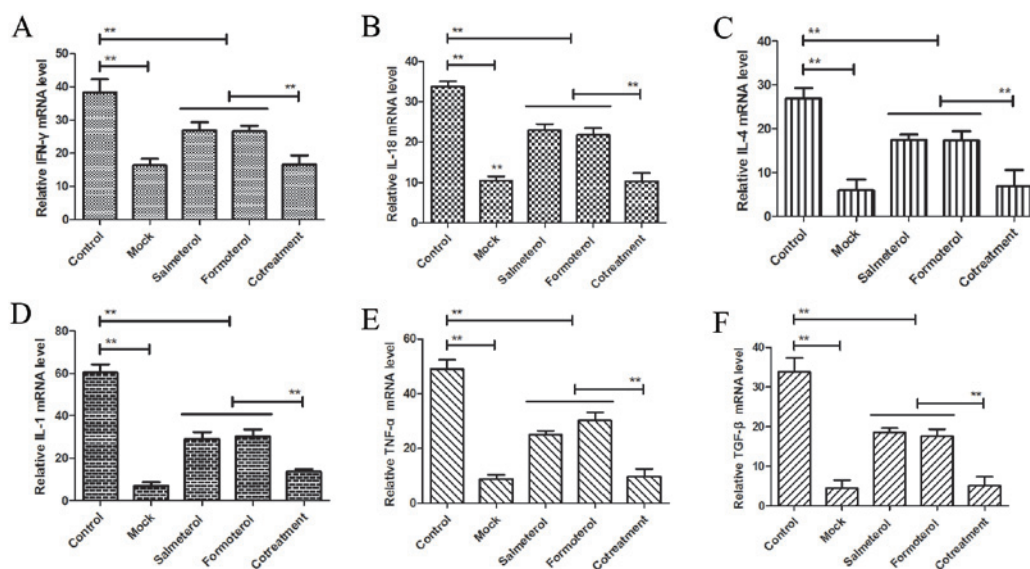 A
Relative IFN-γ mRNA level
50
40
30
20
10
0
**
**
**
Control
Mock
Salmeterol
Formoterol
Cotreatment
B
Relative IL-18 mRNA level
40
30
20
10
0
**
**
**
**
Control
Mock
Salmeterol
Formoterol
Cotreatment
C
Relative IL-4 mRNA level
40
30
20
10
0
**
**
**
Control
Mock
Salmeterol
Formoterol
Cotreatment
D
Relative IL-1 mRNA level
80
60
40
20
0
**
**
**
Control
Mock
Salmeterol
Formoterol
Cotreatment
E
Relative TNF-α mRNA level
60
40
20
0
**
**
**
Control
Mock
Salmeterol
Formoterol
Cotreatment
F
Relative TGF-β mRNA level
40
30
20
10
0
**
**
**
Control
Mock
Salmeterol
Formoterol
Cotreatment